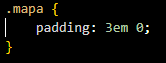 .mapa {
    padding: 3em 0;
}